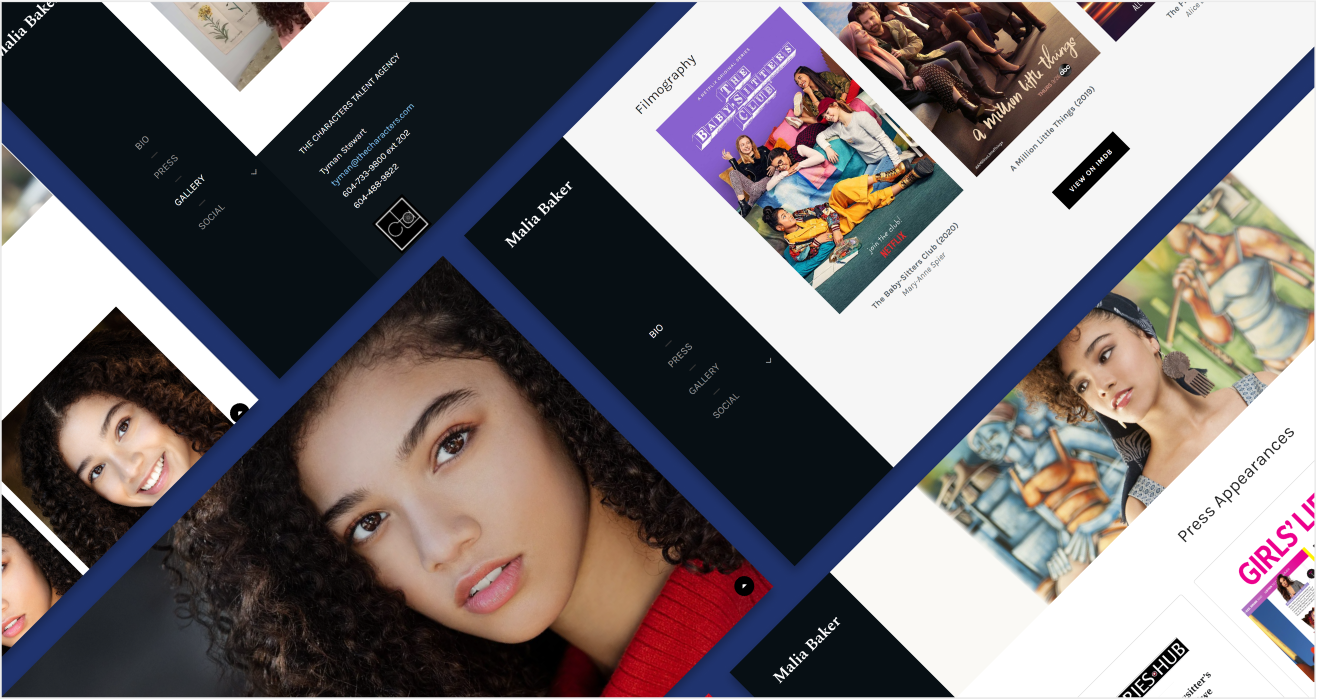 Malia Baker
BIO
PRESS
GALLERY
SOCIAL
THE CHARACTERS TALENT AGENCY
Tyman Stewart
tyman@thecharacters.com
604-733-9800 ext 202
604-488-9822
Malia Baker
BIO
PRESS
GALLERY
SOCIAL
Filmography
A NETFLIX ORIGINAL SERIES
THE
BABY-SITTERS
CLUB
join the club!
NETFLIX
The Baby-Sitters Club (2020)
Mary-Anne Spier
a million little things
abc
A Million Little Things (2019)
VIEW ON IMDB
The
Alice
Malia Baker
Press Appearances
GIRLS' LI
IES HUB
sitter's